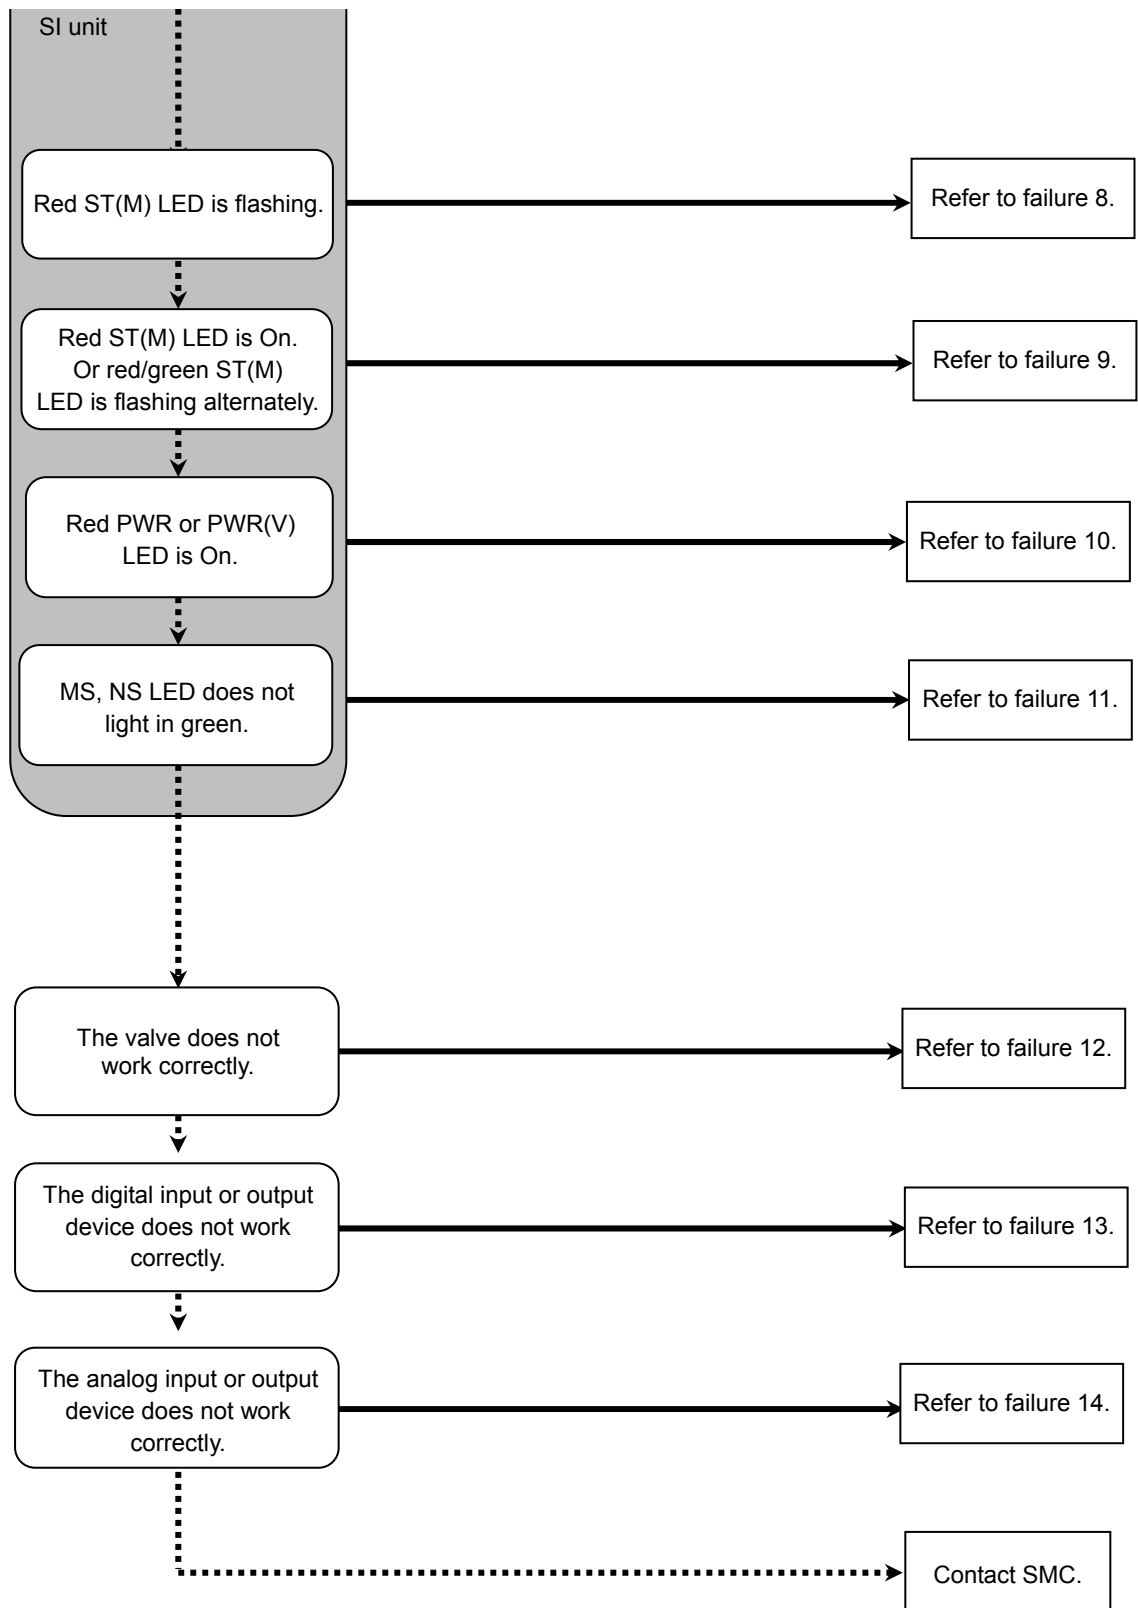 SI unit
Red ST(M) LED is flashing.
Refer to failure 8.
Red ST(M) LED is On.
Or red/green ST(M)
LED is flashing alternately.
Refer to failure 9.
Red PWR or PWR(V)
LED is On.
Refer to failure 10.
MS, NS LED does not
light in green.
Refer to failure 11.
The valve does not
work correctly.
Refer to failure 12.
The digital input or output
device does not work
correctly.
Refer to failure 13.
The analog input or output
device does not work
correctly.
Refer to failure 14.
Contact SMC.